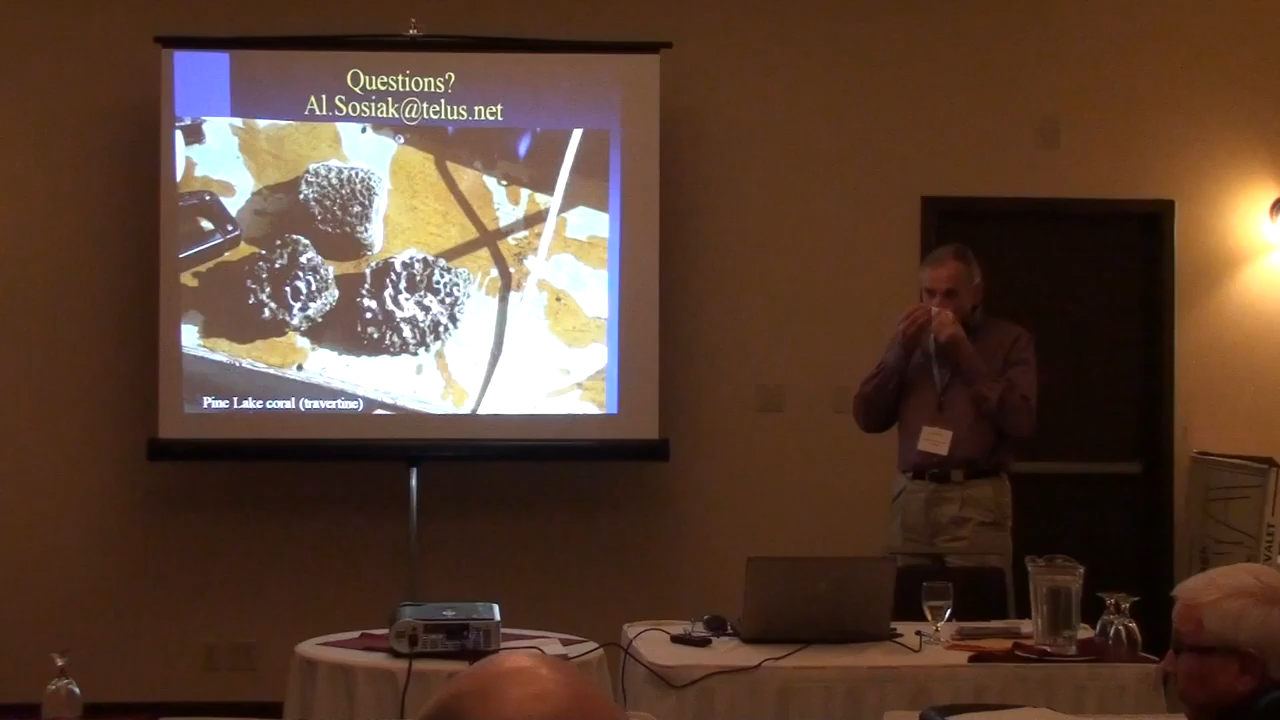 Questions?
Al.Sosiak@telus.net
Pine Lake coral (travertine)
VALET